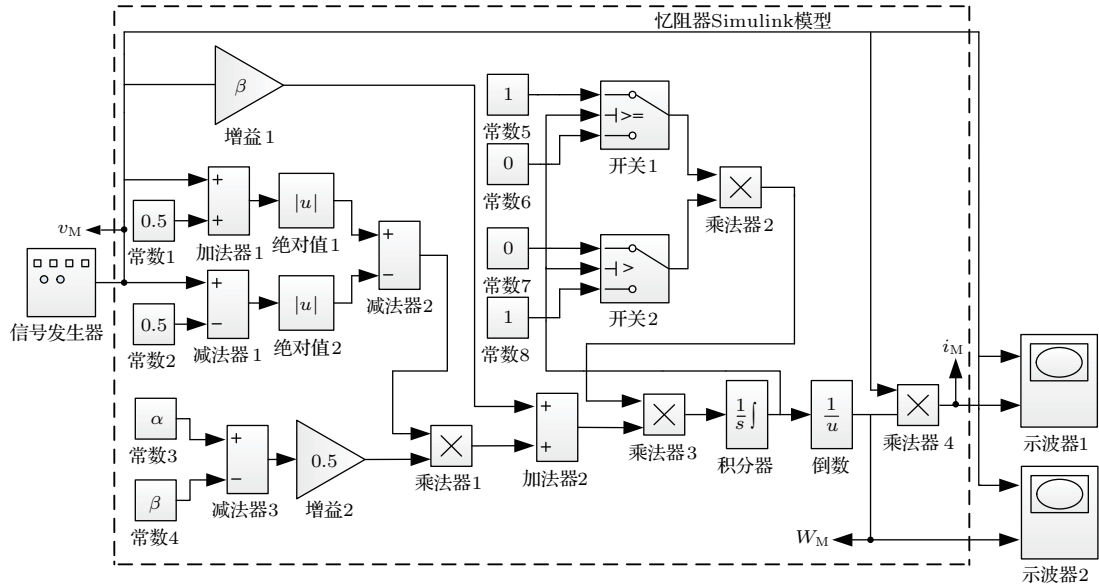 忆阻器Simulink模型
β
增益1
1
常数5
>=
开关1
0
常数6
×
乘法器2
+
+
加法器1
|u|
绝对值1
0.5
常数1
v_M
信号发生器
+
−
减法器2
0
常数7
>
开关2
1
常数8
+
−
减法器1
|u|
绝对值2
0.5
常数2
α
常数3
β
常数4
+
−
减法器3
0.5
增益2
×
乘法器1
+
+
加法器2
×
乘法器3
1/s ∫
积分器
1/u
倒数
×
乘法器4
i_M
示波器1
W_M
示波器2